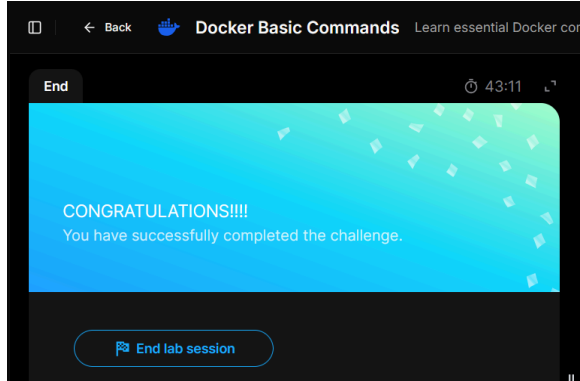 Back Docker Basic Commands Learn essential Docker
End 43:11
CONGRATULATIONS!!!!
You have successfully completed the challenge.
End lab session